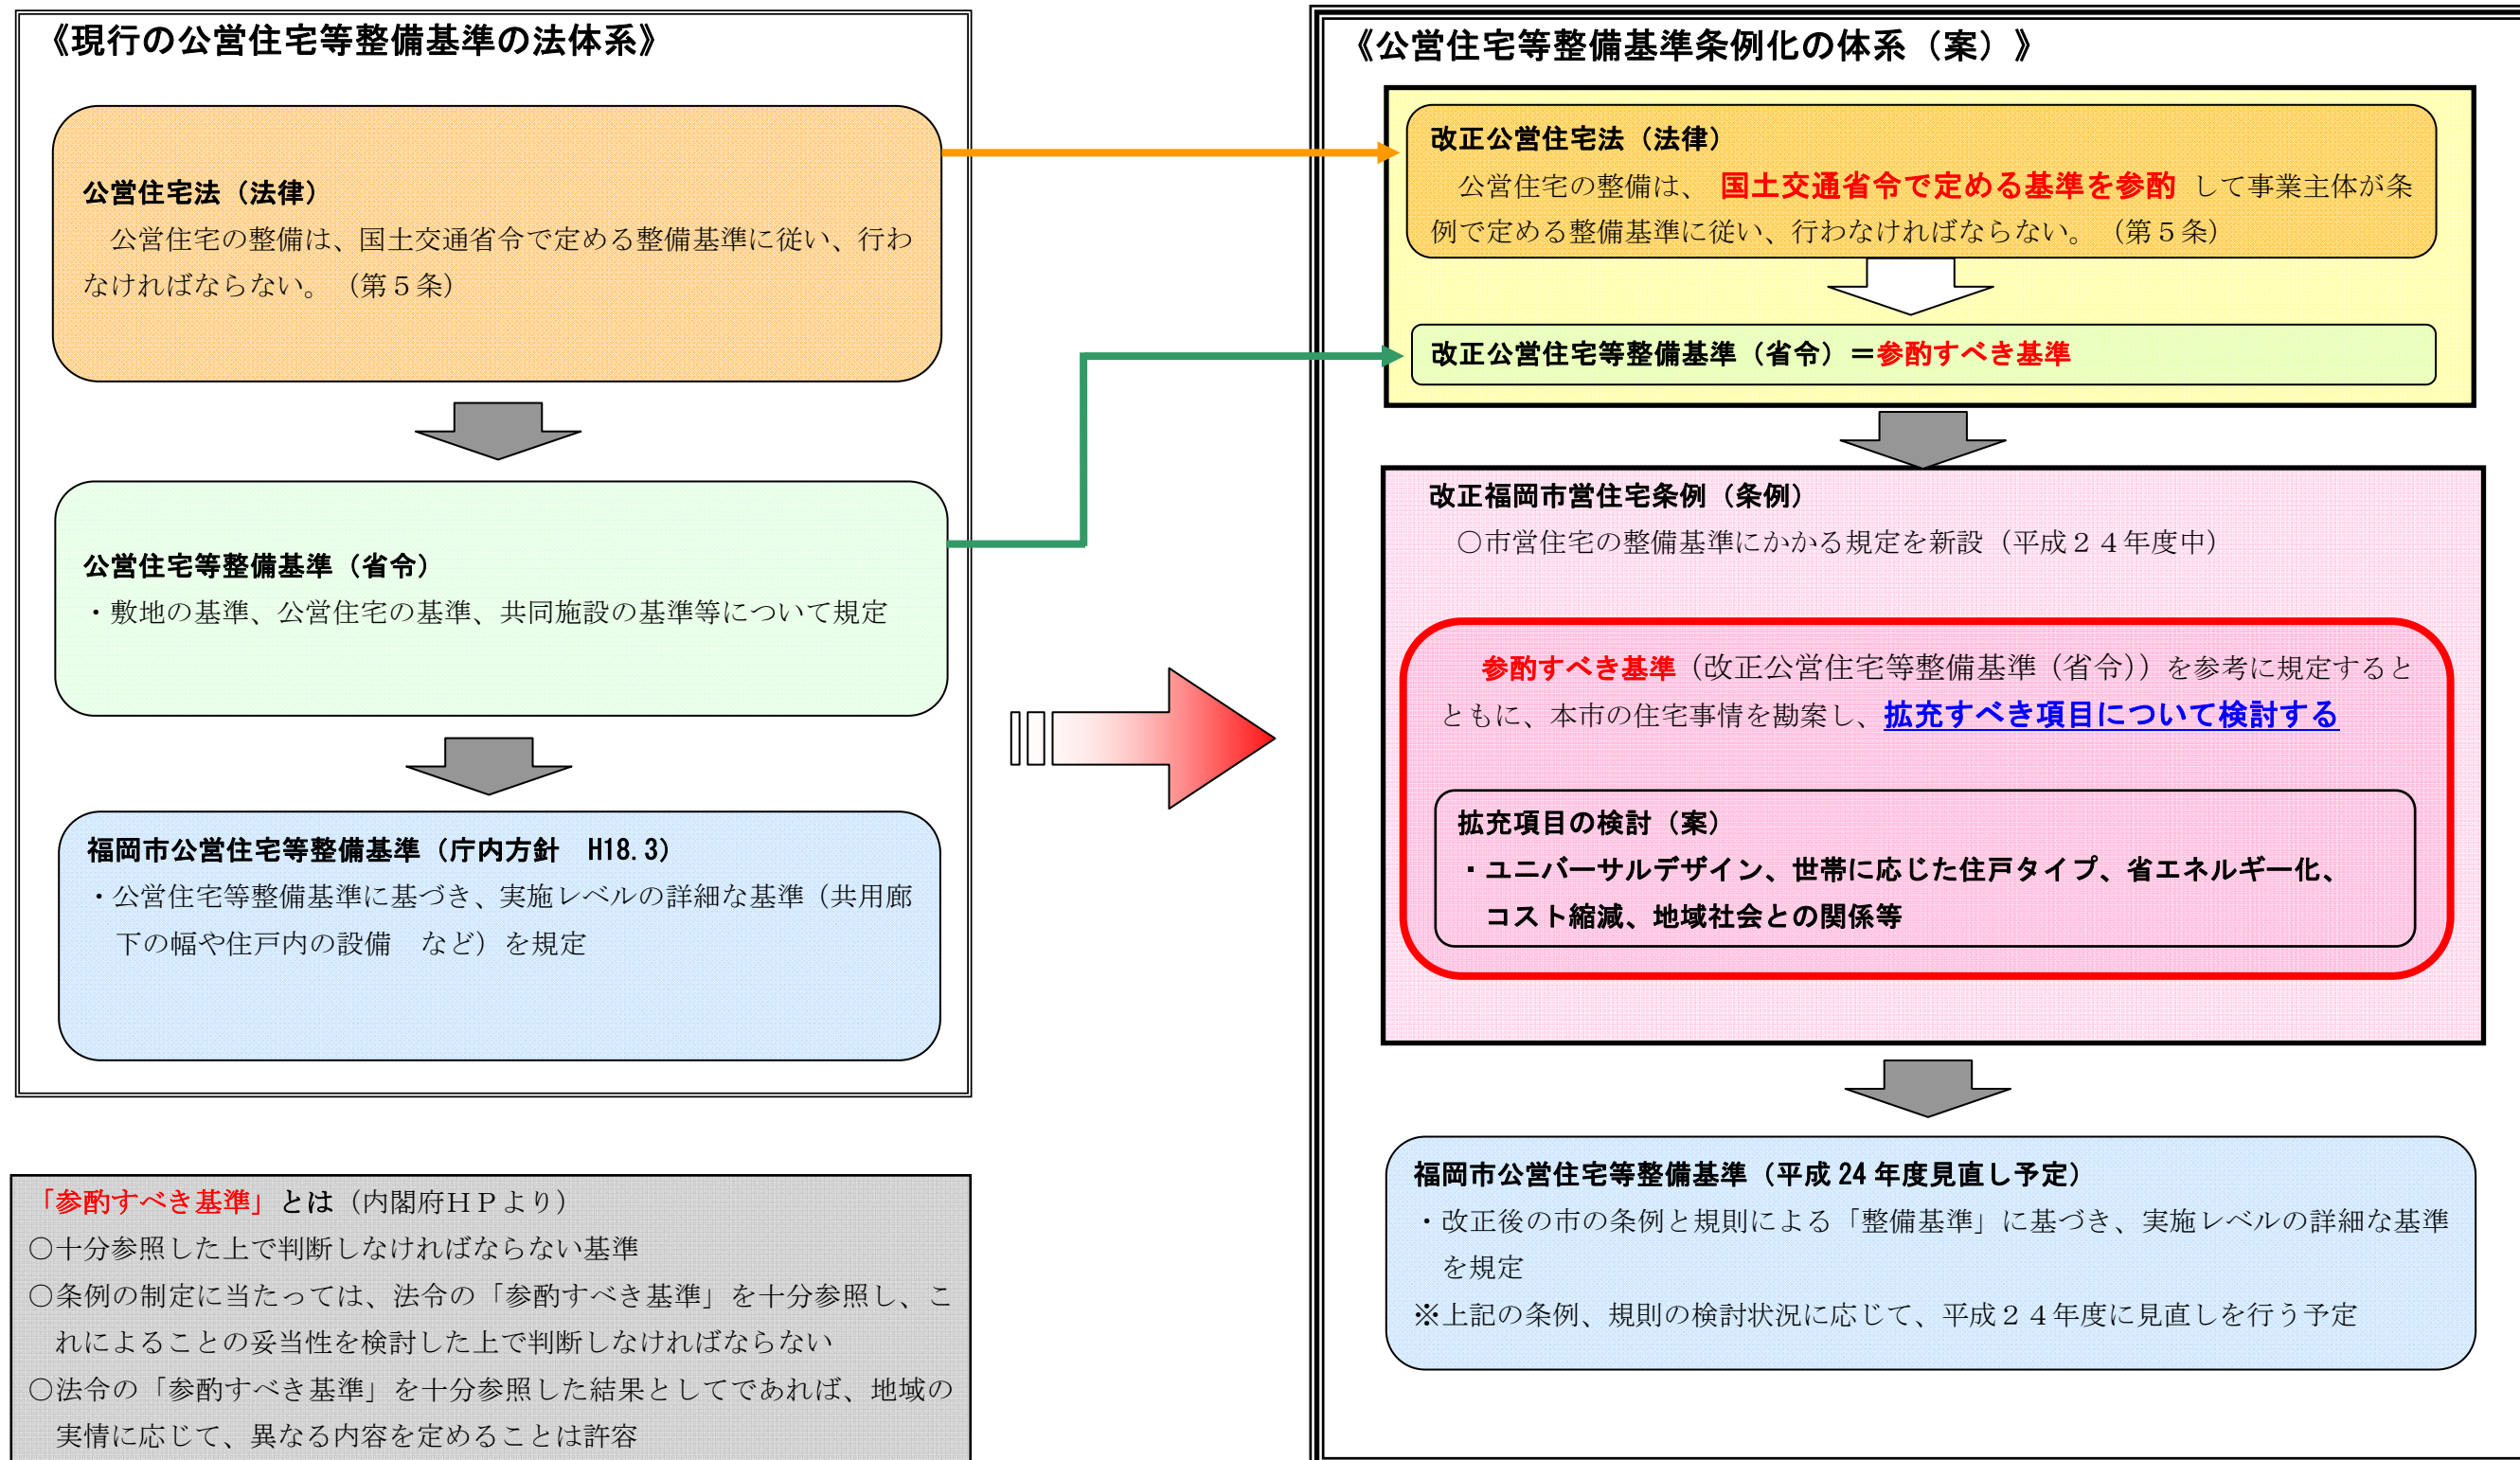 《現行の公営住宅等整備基準の法体系》
公営住宅法（法律）
公営住宅の整備は、国土交通省令で定める整備基準に従い、行わ
なければならない。（第５条）
公営住宅等整備基準（省令）
・敷地の基準、公営住宅の基準、共同施設の基準等について規定
福岡市公営住宅等整備基準（庁内方針　H18.3）
・公営住宅等整備基準に基づき、実施レベルの詳細な基準（共用廊
下の幅や住戸内の設備　など）を規定
「参酌すべき基準」とは（内閣府ＨＰより）
○十分参照した上で判断しなければならない基準
○条例の制定に当たっては、法令の「参酌すべき基準」を十分参照し、こ
れによることの妥当性を検討した上で判断しなければならない
○法令の「参酌すべき基準」を十分参照した結果としてであれば、地域の
実情に応じて、異なる内容を定めることは許容
《公営住宅等整備基準条例化の体系（案）》
改正公営住宅法（法律）
公営住宅の整備は、国土交通省令で定める基準を参酌して事業主体が条
例で定める整備基準に従い、行わなければならない。（第５条）
改正公営住宅等整備基準（省令）＝参酌すべき基準
改正福岡市営住宅条例（条例）
○市営住宅の整備基準にかかる規定を新設（平成２４年度中）
参酌すべき基準（改正公営住宅等整備基準（省令））を参考に規定すると
ともに、本市の住宅事情を勘案し、拡充すべき項目について検討する
拡充項目の検討（案）
・ユニバーサルデザイン、世帯に応じた住戸タイプ、省エネルギー化、
コスト縮減、地域社会との関係等
福岡市公営住宅等整備基準（平成 24 年度見直し予定）
・改正後の市の条例と規則による「整備基準」に基づき、実施レベルの詳細な基準
を規定
※上記の条例、規則の検討状況に応じて、平成２４年度に見直しを行う予定